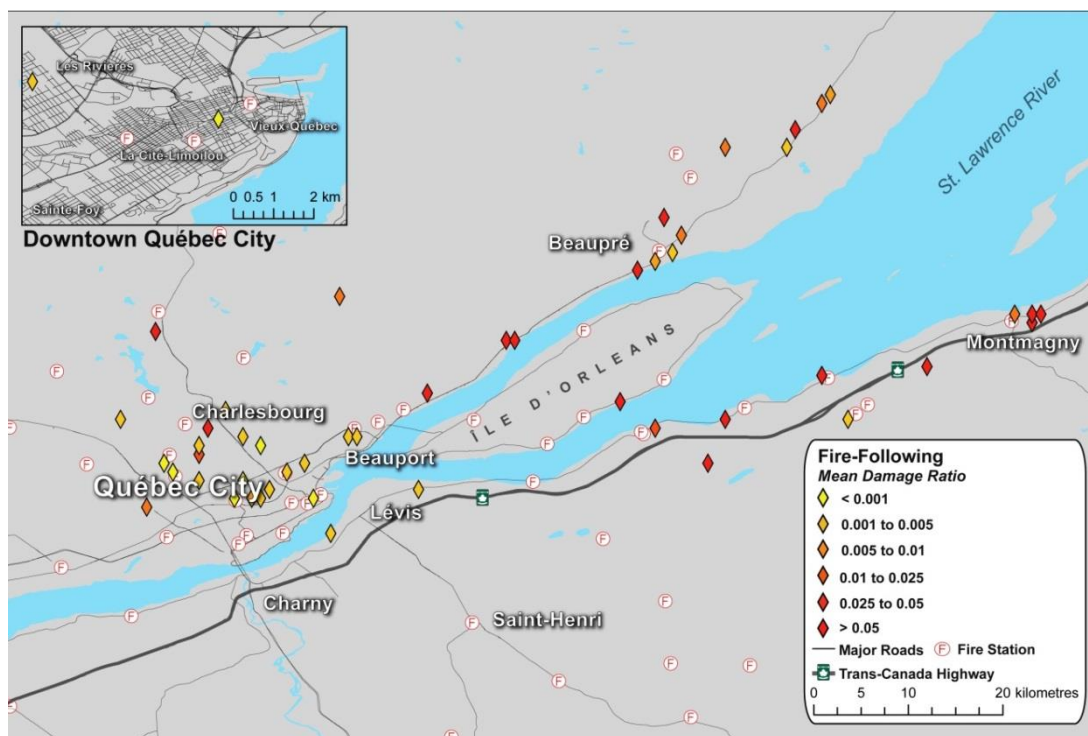 Les Rivières
Vieux-Québec
La Cité-Limoilou
Sainte-Foy
0 0.5 1 2 km
Downtown Québec City
St. Lawrence River
Beaupré
ÎLE D'ORLEANS
Montmagny
Charlesbourg
Beauport
Québec City
Lévis
Charny
Saint-Henri
Fire-Following
Mean Damage Ratio
< 0.001
0.001 to 0.005
0.005 to 0.01
0.01 to 0.025
0.025 to 0.05
> 0.05
Major Roads F Fire Station
Trans-Canada Highway
0 5 10 20 kilometres